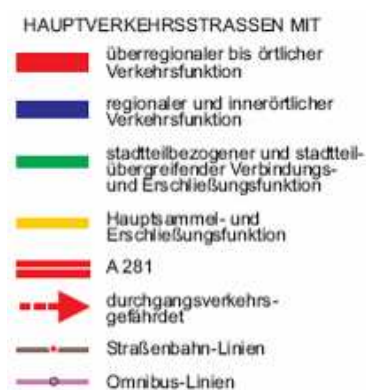 HAUPTVERKEHRSSTRASSEN MIT
überregionaler bis örtlicher
Verkehrsfunktion
regionaler und innerörtlicher
Verkehrsfunktion
stadtteilbezogener und stadtteil-
übergreifender Verbindungs-
und Erschließungsfunktion
Hauptsammel- und
Erschließungsfunktion
A 281
durchgangsverkehrs-
gefährdet
Straßenbahn-Linien
Omnibus-Linien